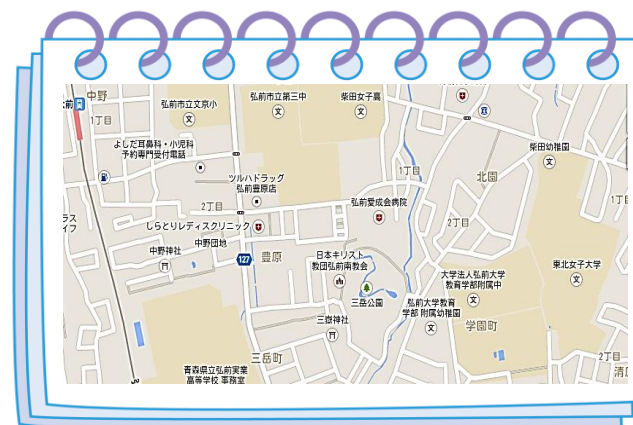 中野
大前
1丁目
弘前市立文京小
弘前市立第三中
柴田女子高
柴田幼稚園
よしだ耳鼻科・小児科
予約専門受付電話
1丁目
北園
ツルハドラッグ
弘前豊原店
2丁目
弘前愛成会病院
2丁目
ラス
イフ
しらとりレディスクリニック
中野神社
中野団地
127
豊原
日本キリスト
教団弘前南教会
三岳公園
大学法人弘前大学
教育学部附属中
東北女子大学
弘前大学教育
学部 附属幼稚園
三嶽神社
学園町
三岳町
2丁目
青森県立弘前実業
高等学校 事務室